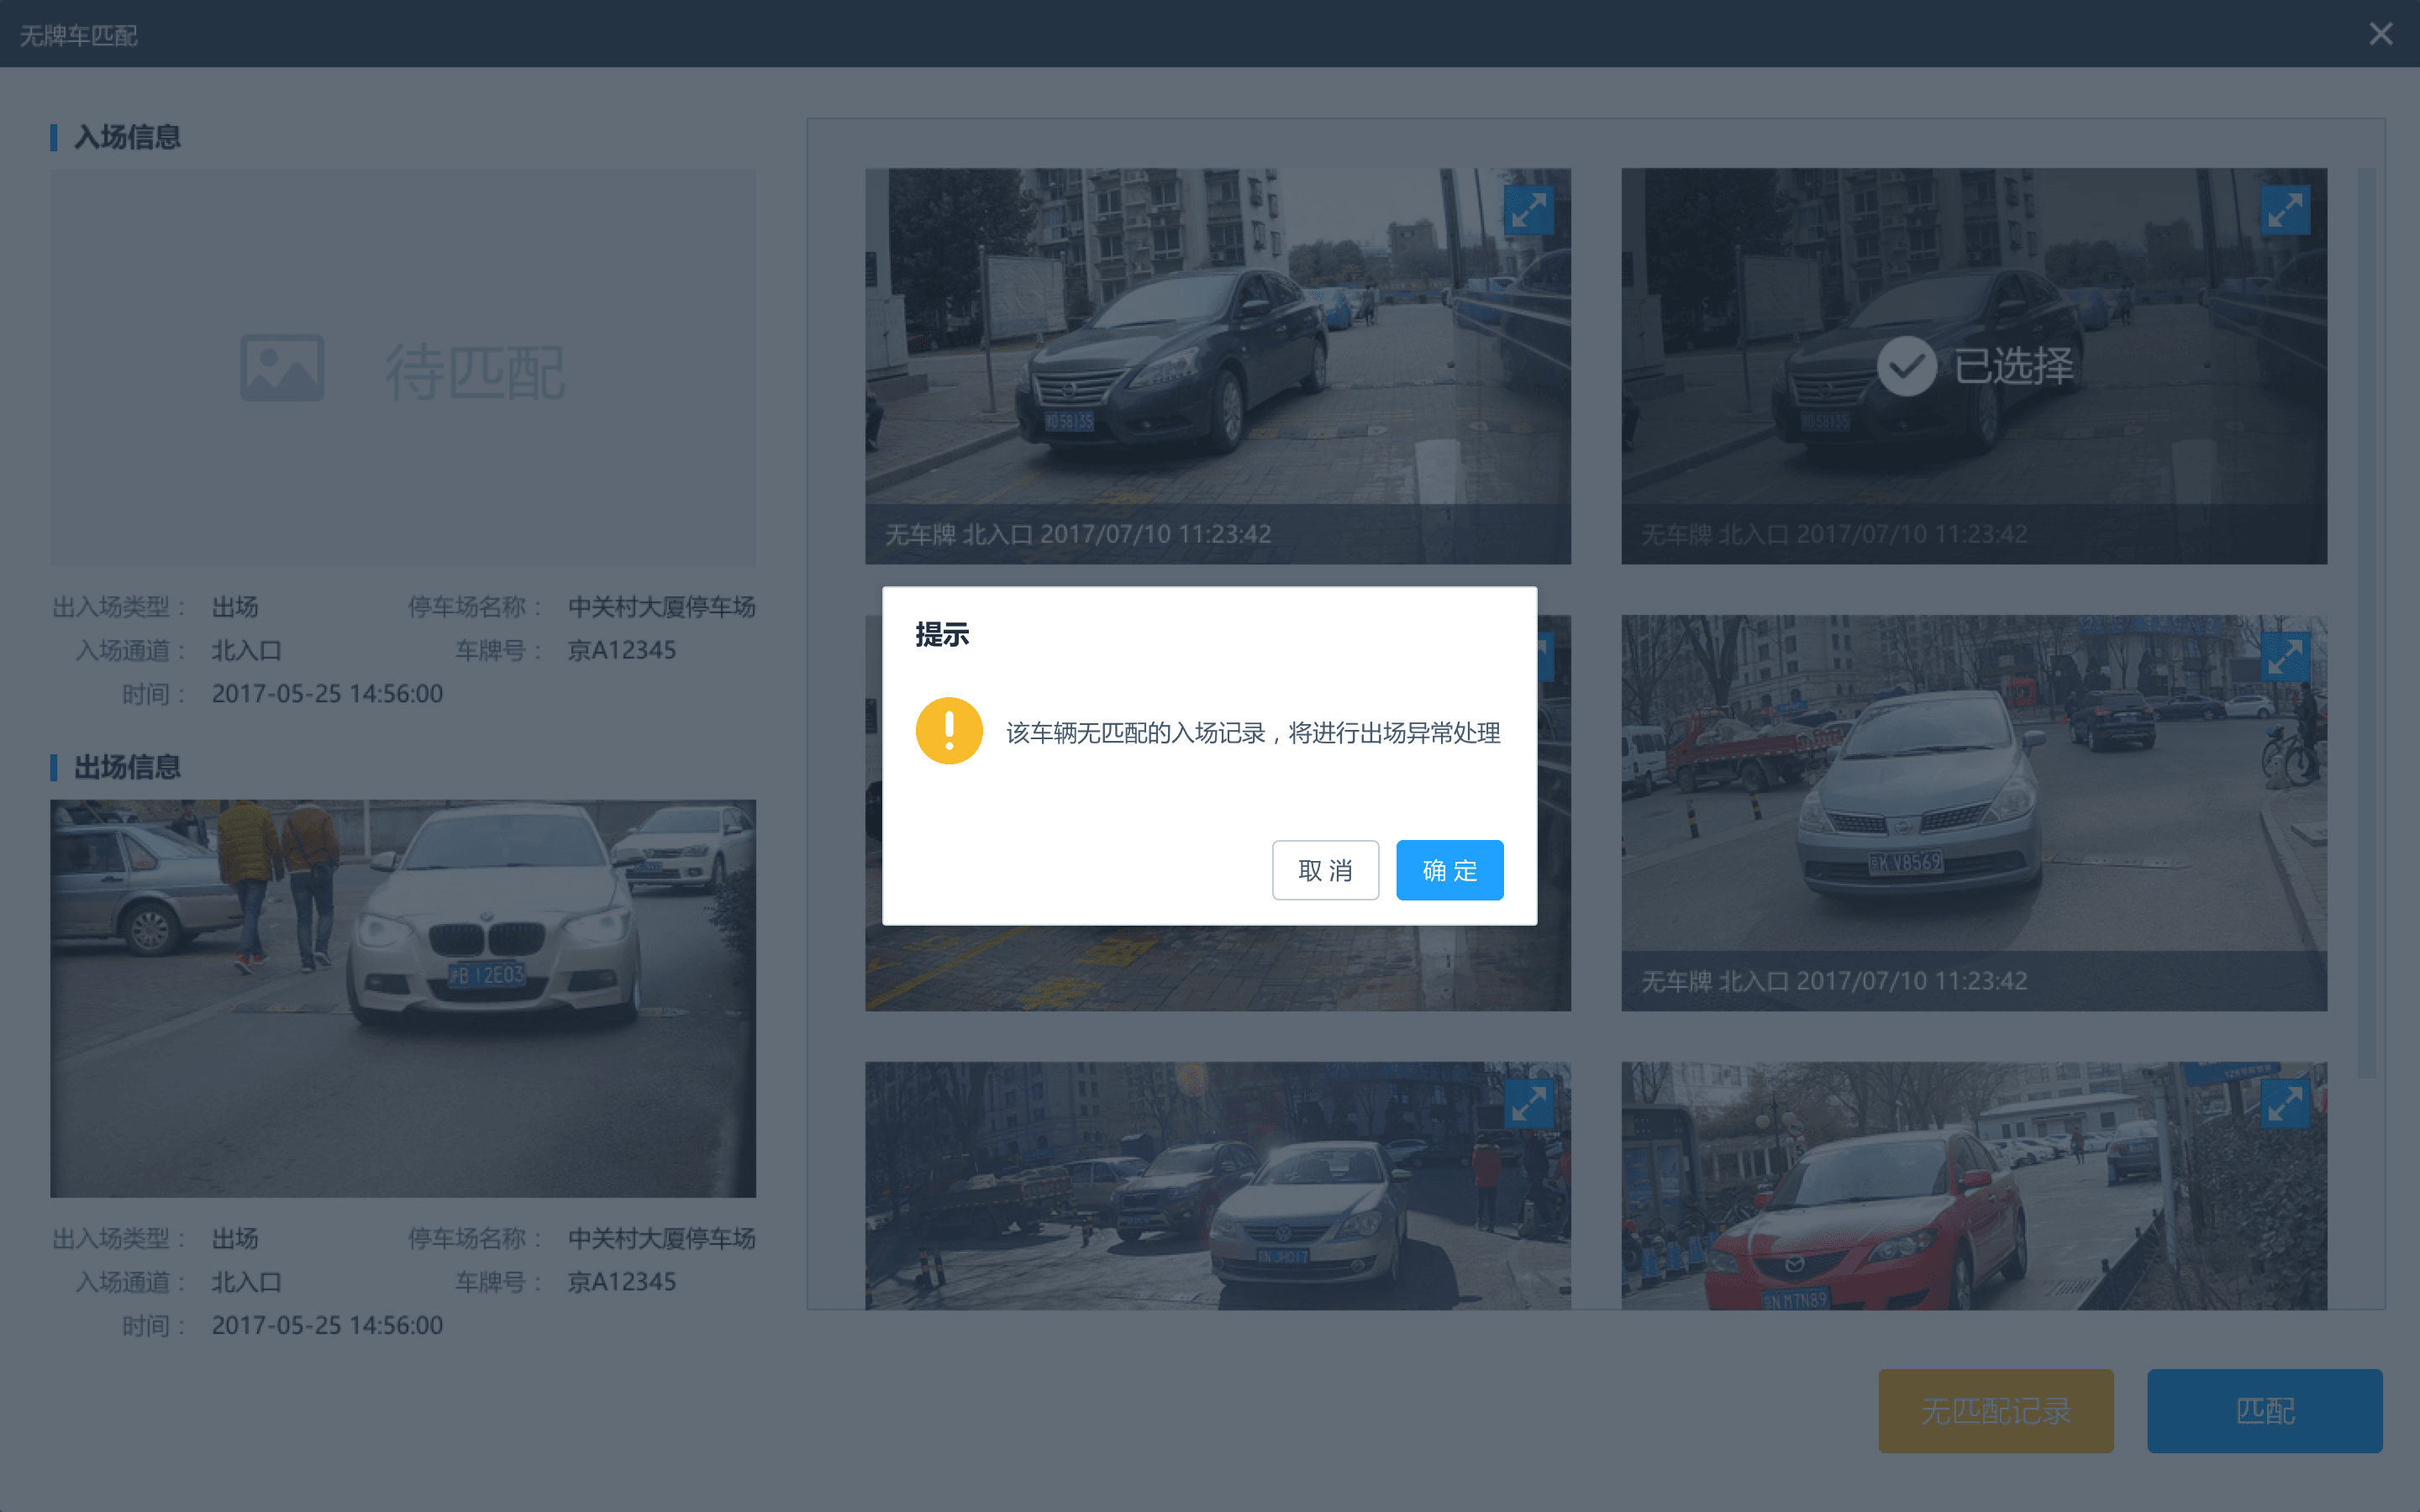 无牌车匹配
入场信息
待匹配
出入场类型： 出场 停车场名称： 中关村大厦停车场
入场通道： 北入口 车牌号： 京A12345
时间： 2017-05-25 14:56:00
出场信息
B 12E03
出入场类型： 出场 停车场名称： 中关村大厦停车场
入场通道： 北入口 车牌号： 京A12345
时间： 2017-05-25 14:56:00
58135
无车牌 北入口 2017/07/10 11:23:42
58135
已选择
无车牌 北入口 2017/07/10 11:23:42
提示
该车辆无匹配的入场记录，将进行出场异常处理
取 消
确 定
K V8569
无车牌 北入口 2017/07/10 11:23:42
N JH017
N M7N89
无匹配记录
匹配